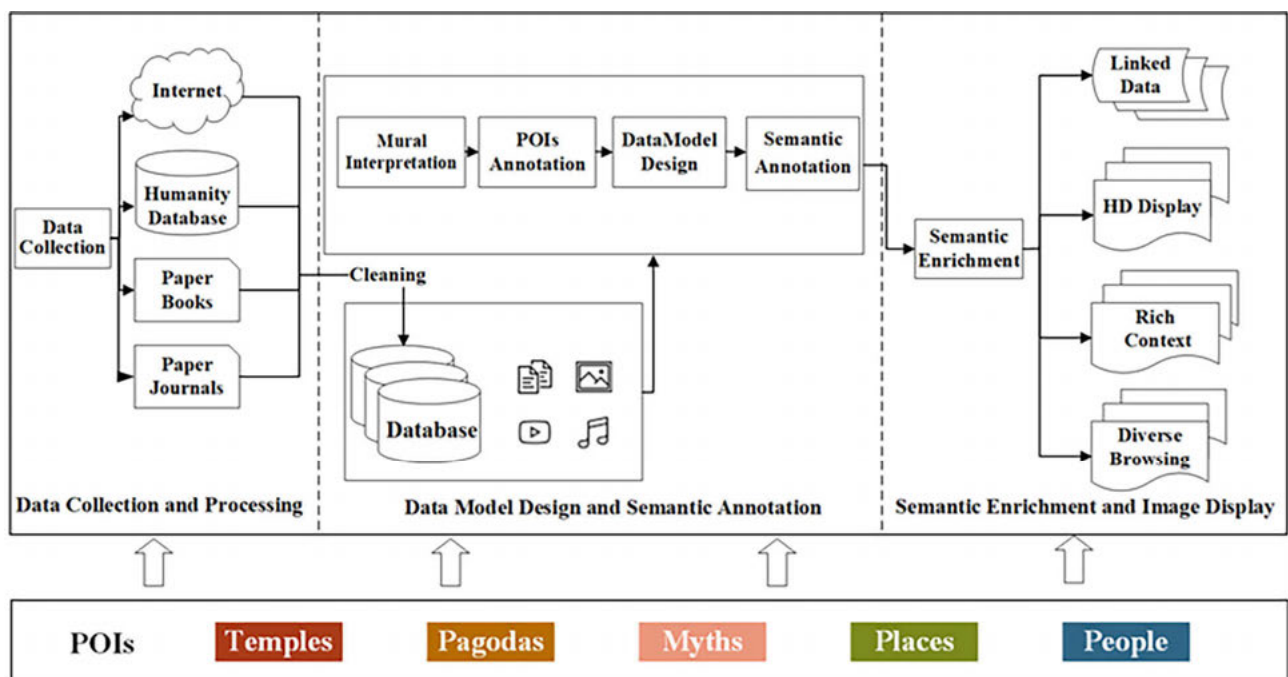 Internet
Humanity
Database
Data
Collection
Paper
Books
Paper
Journals
Data Collection and Processing
Mural
Interpretation
POIs
Annotation
DataModel
Design
Semantic
Annotation
Cleaning
Database
Data Model Design and Semantic Annotation
Semantic
Enrichment
Linked
Data
HD Display
Rich
Context
Diverse
Browsing
Semantic Enrichment and Image Display
POIs
Temples
Pagodas
Myths
Places
People